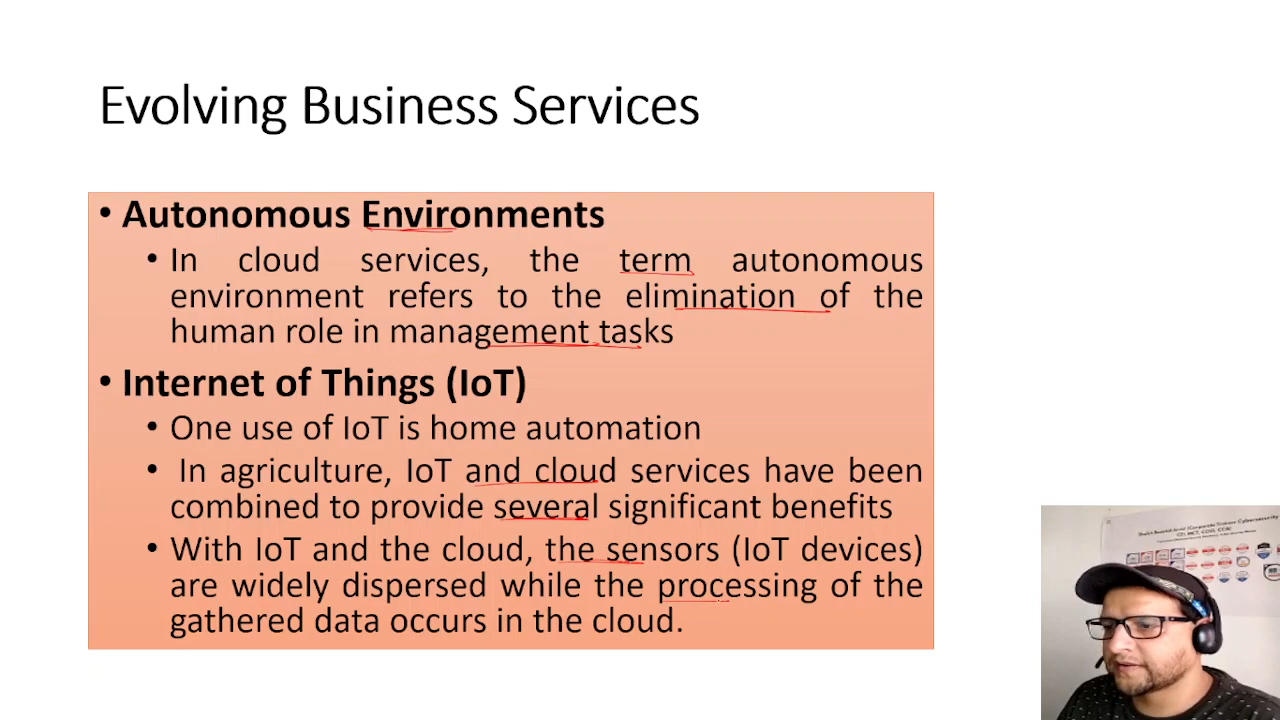 Evolving Business Services
• Autonomous Environments
• In cloud services, the term autonomous
environment refers to the elimination of the
human role in management tasks
• Internet of Things (IoT)
• One use of IoT is home automation
• In agriculture, IoT and cloud services have been
combined to provide several significant benefits
• With IoT and the cloud, the sensors (IoT devices)
are widely dispersed while the processing of the
gathered data occurs in the cloud.